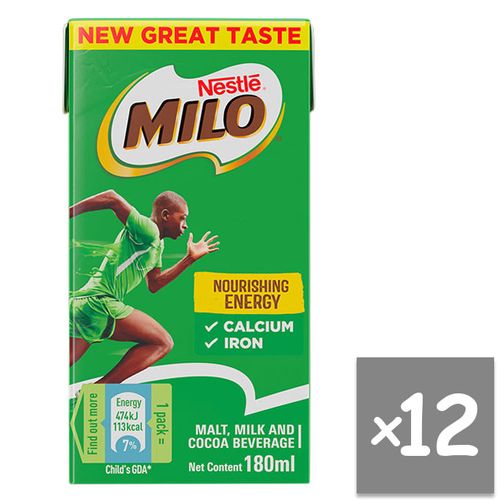 NEW GREAT TASTE
Nestlé
MILO
NOURISHING
ENERGY
✓ CALCIUM
✓ IRON
Find out more
Energy
474kJ
113kcal
7%
1 pack =
Child's GDA*
MALT, MILK AND
COCOA BEVERAGE
Net Content 180ml
×12